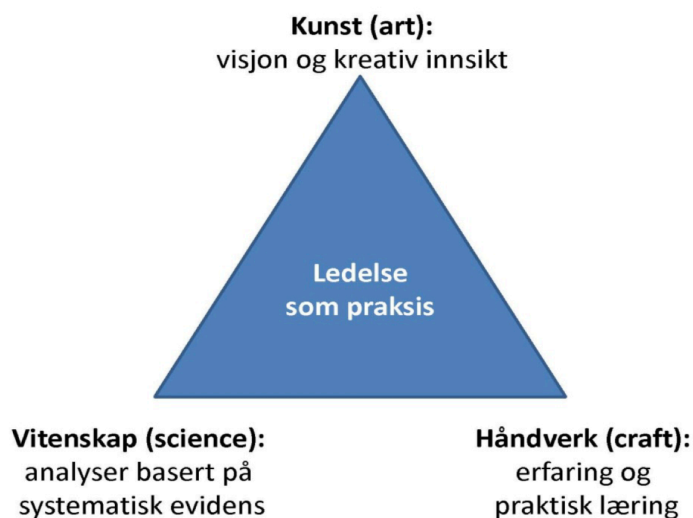 Kunst (art):
visjon og kreativ innsikt
Ledelse
som praksis
Vitenskap (science):
analyser basert på
systematisk evidens
Håndverk (craft):
erfaring og
praktisk læring